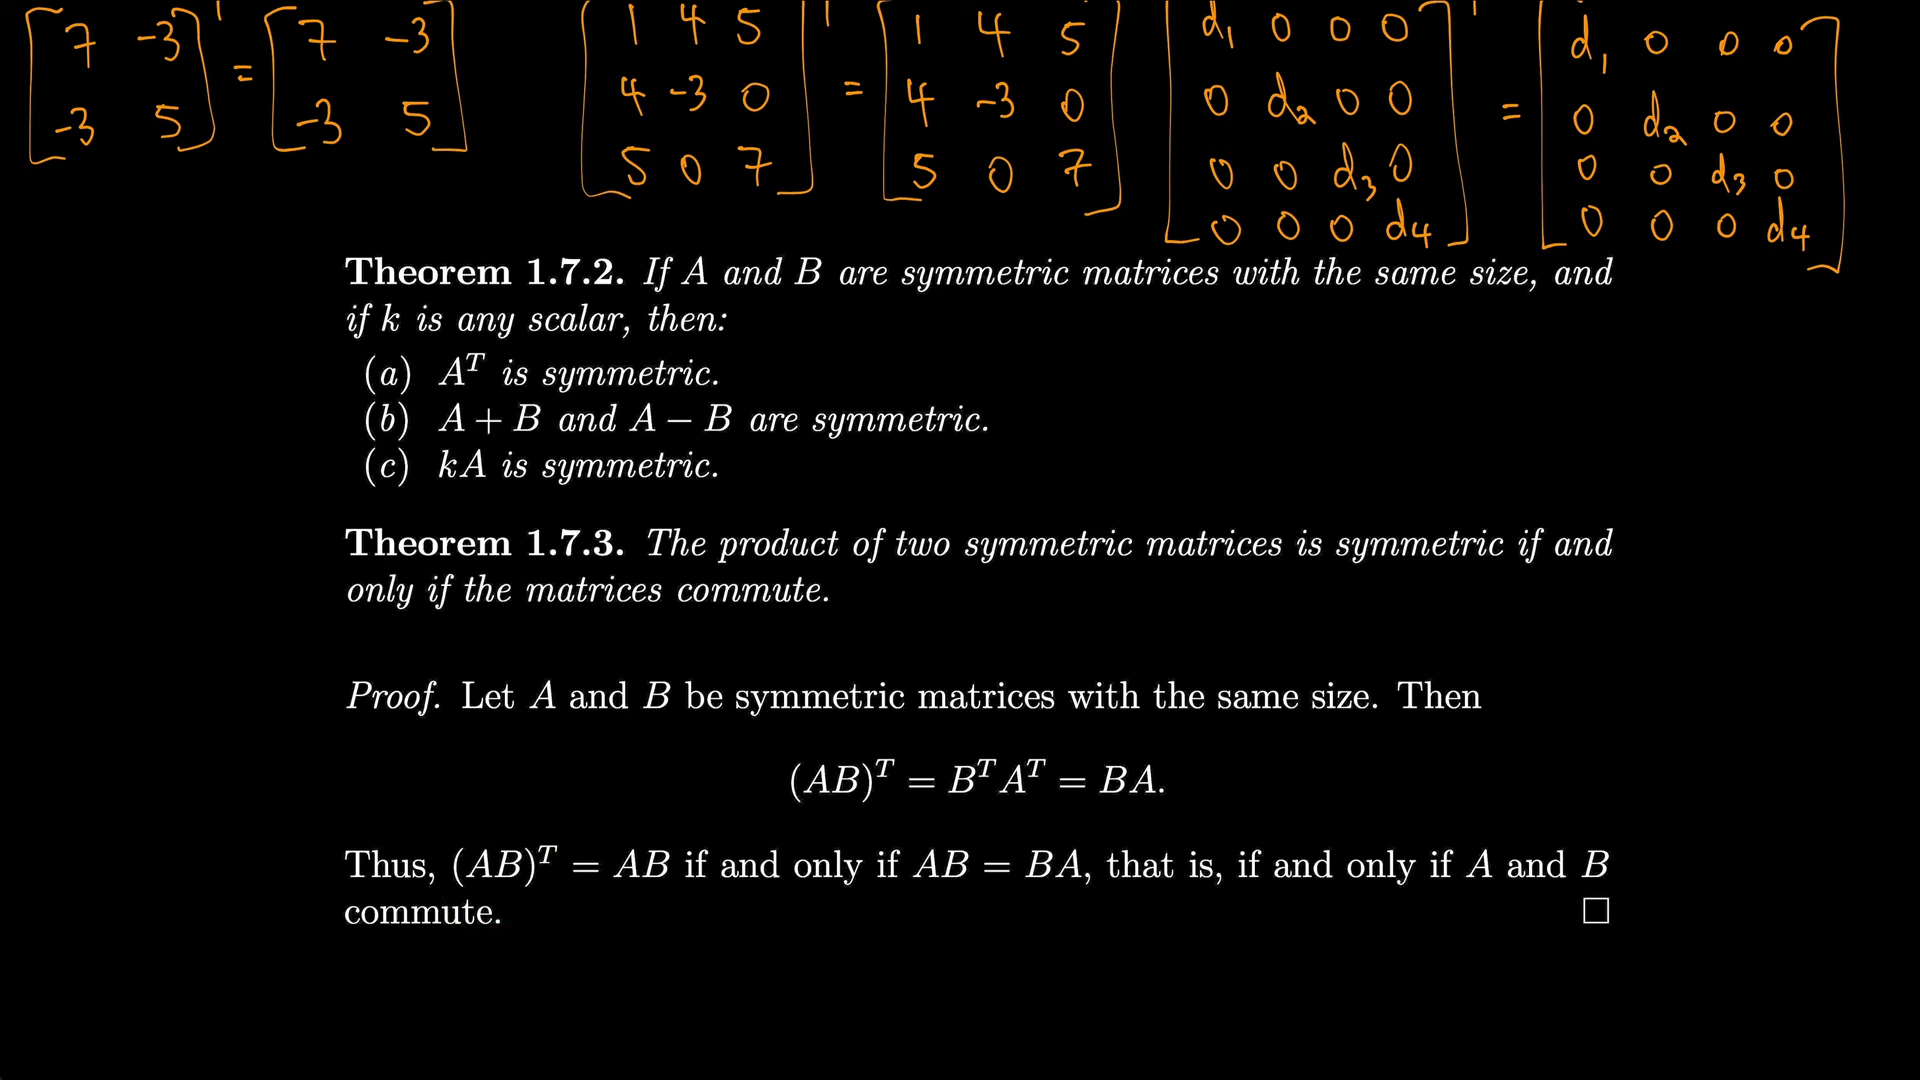 7 -3 = 7 -3 1 4 5 = 1 4 5 d₁ 0 0 0 = d₁ 0 0 0
-3 5 -3 5 4 -3 0 4 -3 0 0 d₂ 0 0 0 d₂ 0 0
5 0 7 5 0 7 0 0 d₃ 0 0 0 d₃ 0
0 0 0 d₄ 0 0 0 d₄
Theorem 1.7.2. If A and B are symmetric matrices with the same size, and
if k is any scalar, then:
(a) Aᵀ is symmetric.
(b) A + B and A − B are symmetric.
(c) kA is symmetric.
Theorem 1.7.3. The product of two symmetric matrices is symmetric if and
only if the matrices commute.
Proof. Let A and B be symmetric matrices with the same size. Then
(AB)ᵀ = BᵀAᵀ = BA.
Thus, (AB)ᵀ = AB if and only if AB = BA, that is, if and only if A and B
commute. □